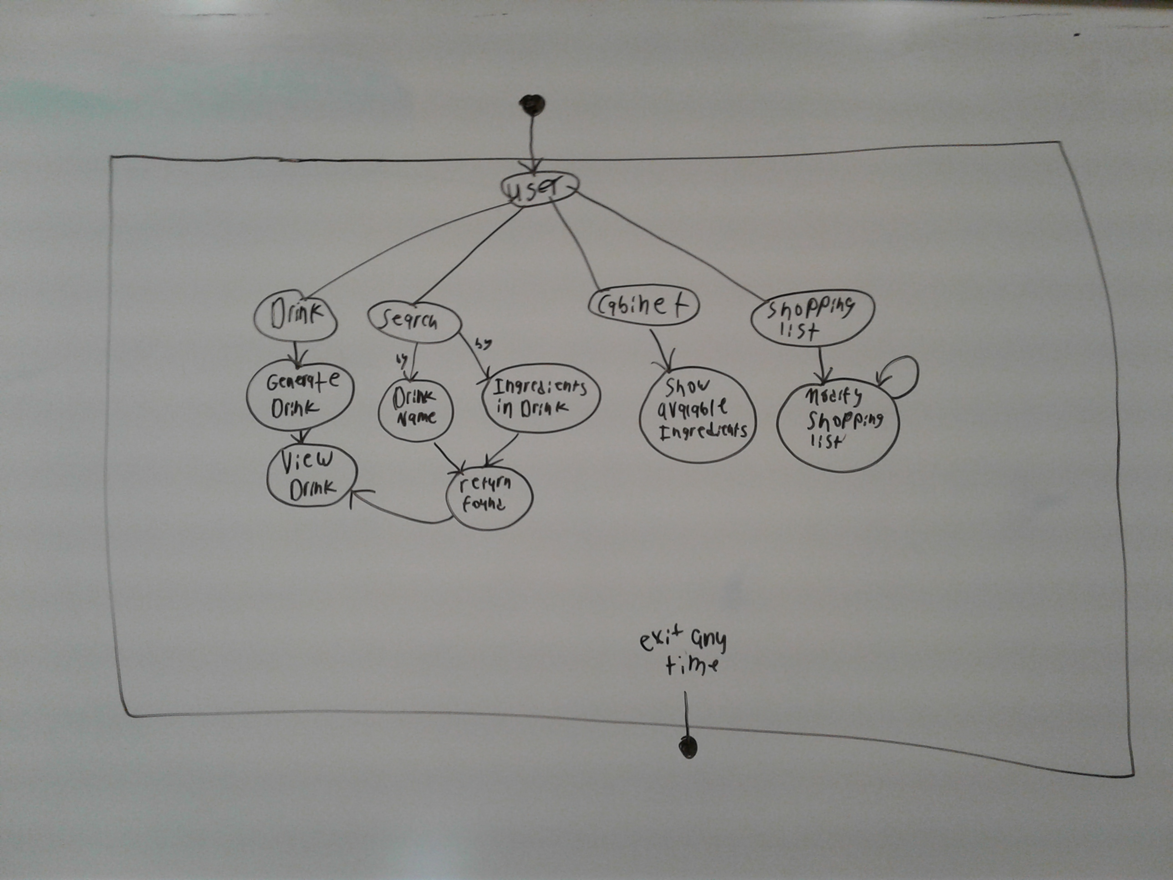 user
Drink
Search
Cabinet
Shopping
list
by
by
Generate
Drink
Drink
Name
Ingredients
in Drink
Show
avaiable
Ingredients
Modify
Shopping
list
View
Drink
return
found
exit any
time